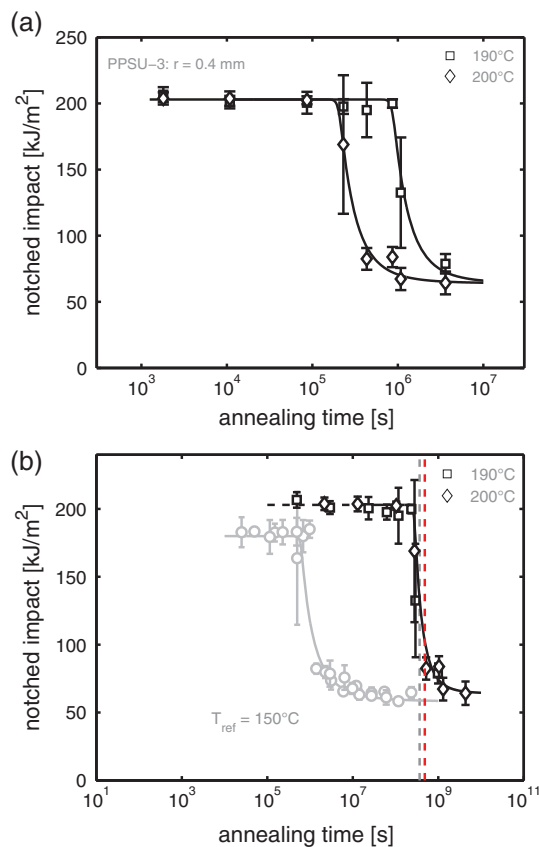 (a)
250
200
150
100
50
0
notched impact [kJ/m²]
PPSU−3: r = 0.4 mm
190°C
200°C
10³ 10⁴ 10⁵ 10⁶ 10⁷
annealing time [s]
(b)
250
200
150
100
50
0
notched impact [kJ/m²]
190°C
200°C
T_ref = 150°C
10¹ 10³ 10⁵ 10⁷ 10⁹ 10¹¹
annealing time [s]